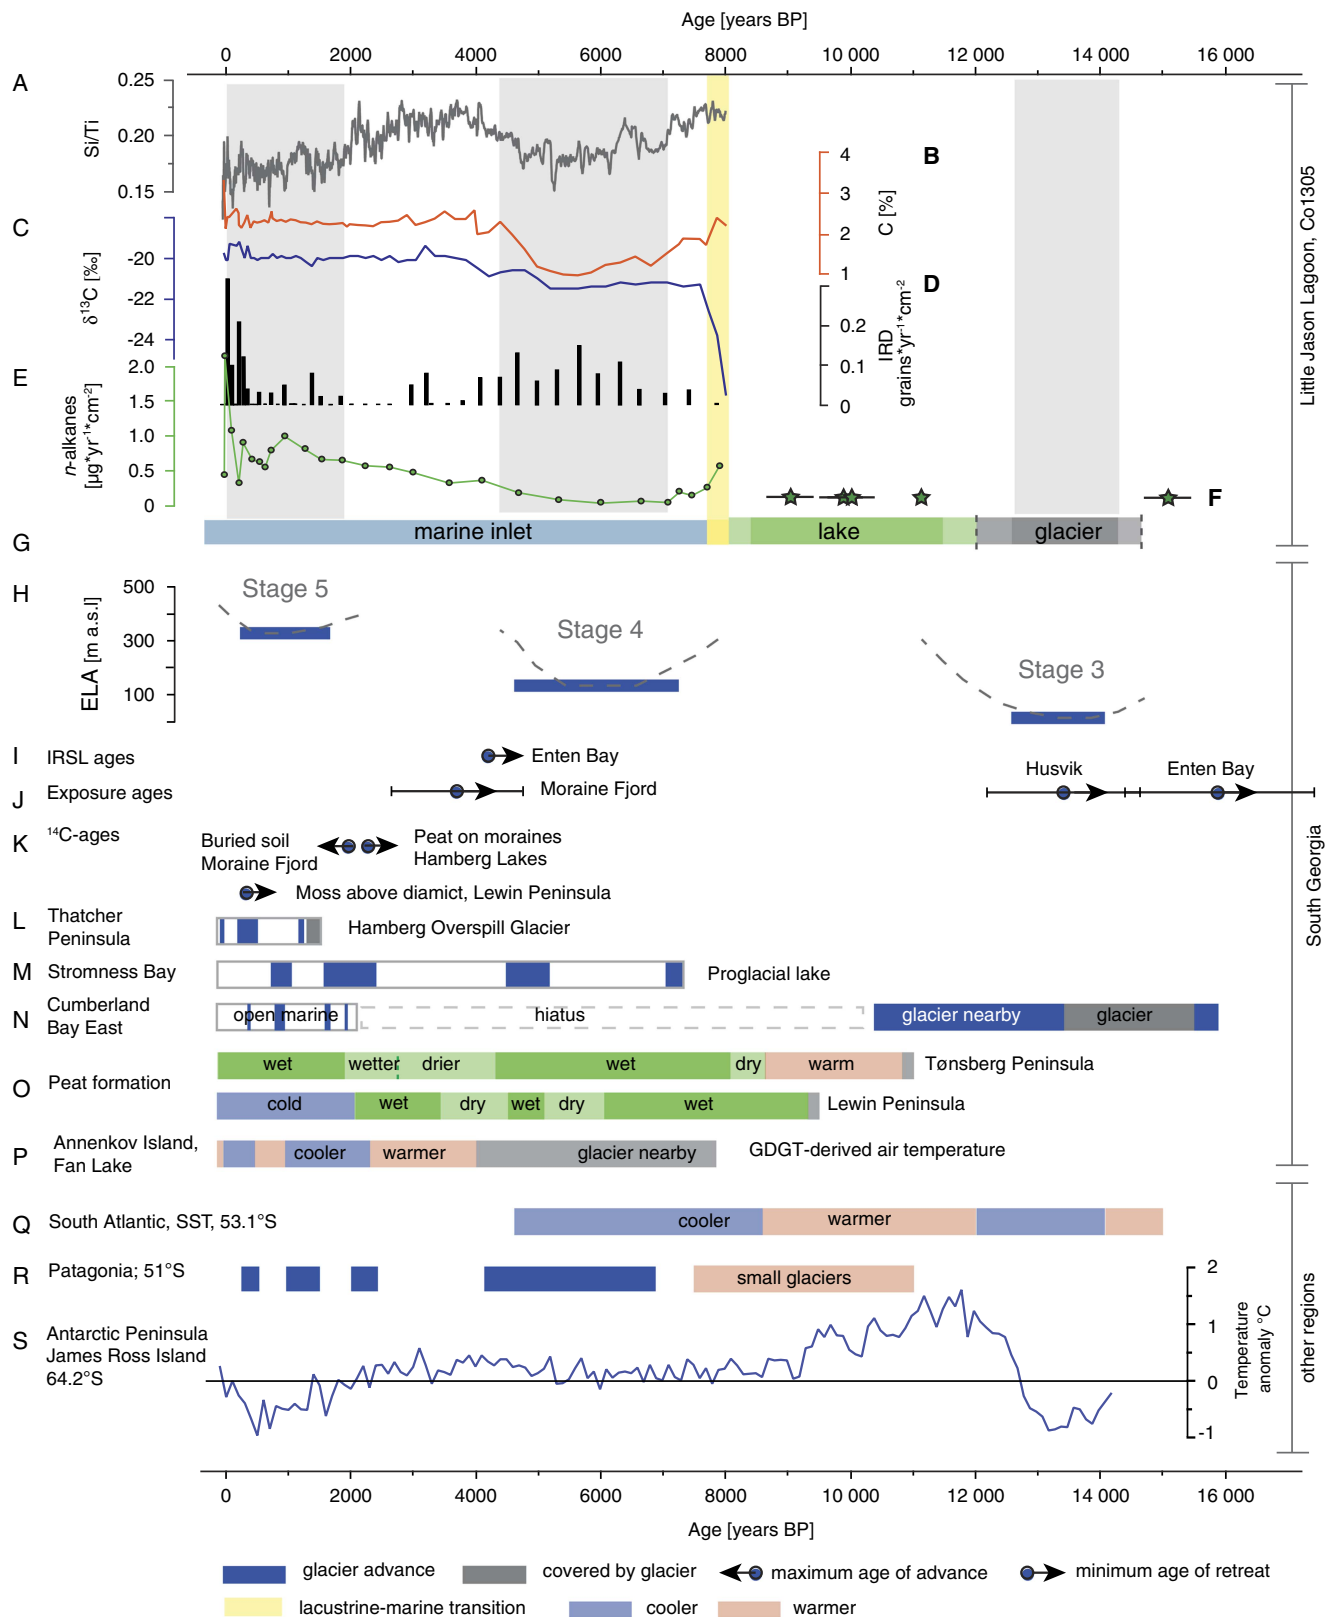 Age [years BP]
0 2000 4000 6000 8000 10 000 12 000 14 000 16 000
A
Si/Ti
0.25
0.20
0.15
B
C [%]
4
3
2
1
C
δ13C [‰]
-20
-22
-24
D
IRD
grains*yr-1*cm-2
0.2
0.1
0
E
n-alkanes
[µg*yr-1*cm-2]
2.0
1.5
1.0
0.5
0
F
Little Jason Lagoon, Co1305
G
marine inlet lake glacier
H
ELA [m a.s.l]
500
300
100
Stage 5
Stage 4
Stage 3
I IRSL ages Enten Bay
J Exposure ages Moraine Fjord Husvik Enten Bay
K 14C-ages
Buried soil
Moraine Fjord
Peat on moraines
Hamberg Lakes
Moss above diamict, Lewin Peninsula
L Thatcher
Peninsula
Hamberg Overspill Glacier
M Stromness Bay Proglacial lake
N Cumberland
Bay East
open marine hiatus glacier nearby glacier
O Peat formation
wet wetter drier wet dry warm Tønsberg Peninsula
cold wet dry wet dry wet Lewin Peninsula
P Annenkov Island,
Fan Lake
cooler warmer glacier nearby GDGT-derived air temperature
South Georgia
Q South Atlantic, SST, 53.1°S cooler warmer
R Patagonia; 51°S small glaciers
S Antarctic Peninsula
James Ross Island
64.2°S
2
1
0
-1
Temperature
anomaly °C
other regions
0 2000 4000 6000 8000 10 000 12 000 14 000 16 000
Age [years BP]
glacier advance covered by glacier maximum age of advance minimum age of retreat
lacustrine-marine transition cooler warmer